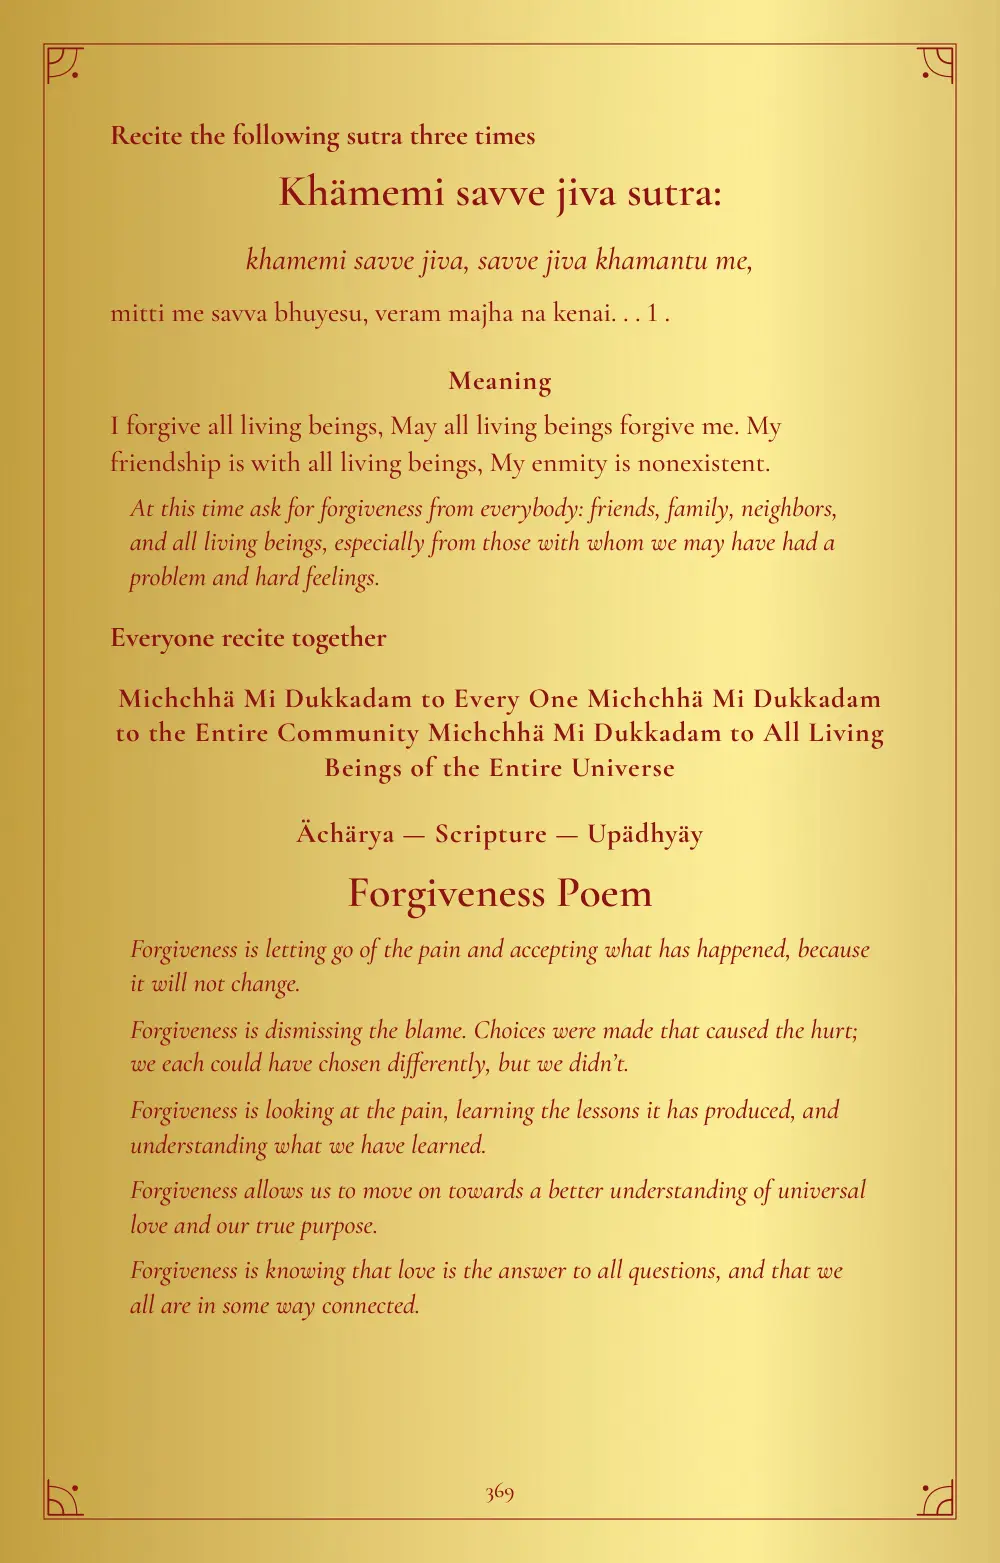 Recite the following sutra three times
Khämemi savve jiva sutra:
khamemi savve jiva, savve jiva khamantu me,
mitti me savva bhuyesu, veram majha na kenai. . . 1 .
Meaning
I forgive all living beings, May all living beings forgive me. My
friendship is with all living beings, My enmity is nonexistent.
At this time ask for forgiveness from everybody: friends, family, neighbors,
and all living beings, especially from those with whom we may have had a
problem and hard feelings.
Everyone recite together
Michchhä Mi Dukkadam to Every One Michchhä Mi Dukkadam
to the Entire Community Michchhä Mi Dukkadam to All Living
Beings of the Entire Universe
Ächärya — Scripture — Upädhyäy
Forgiveness Poem
Forgiveness is letting go of the pain and accepting what has happened, because
it will not change.
Forgiveness is dismissing the blame. Choices were made that caused the hurt;
we each could have chosen differently, but we didn’t.
Forgiveness is looking at the pain, learning the lessons it has produced, and
understanding what we have learned.
Forgiveness allows us to move on towards a better understanding of universal
love and our true purpose.
Forgiveness is knowing that love is the answer to all questions, and that we
all are in some way connected.
369